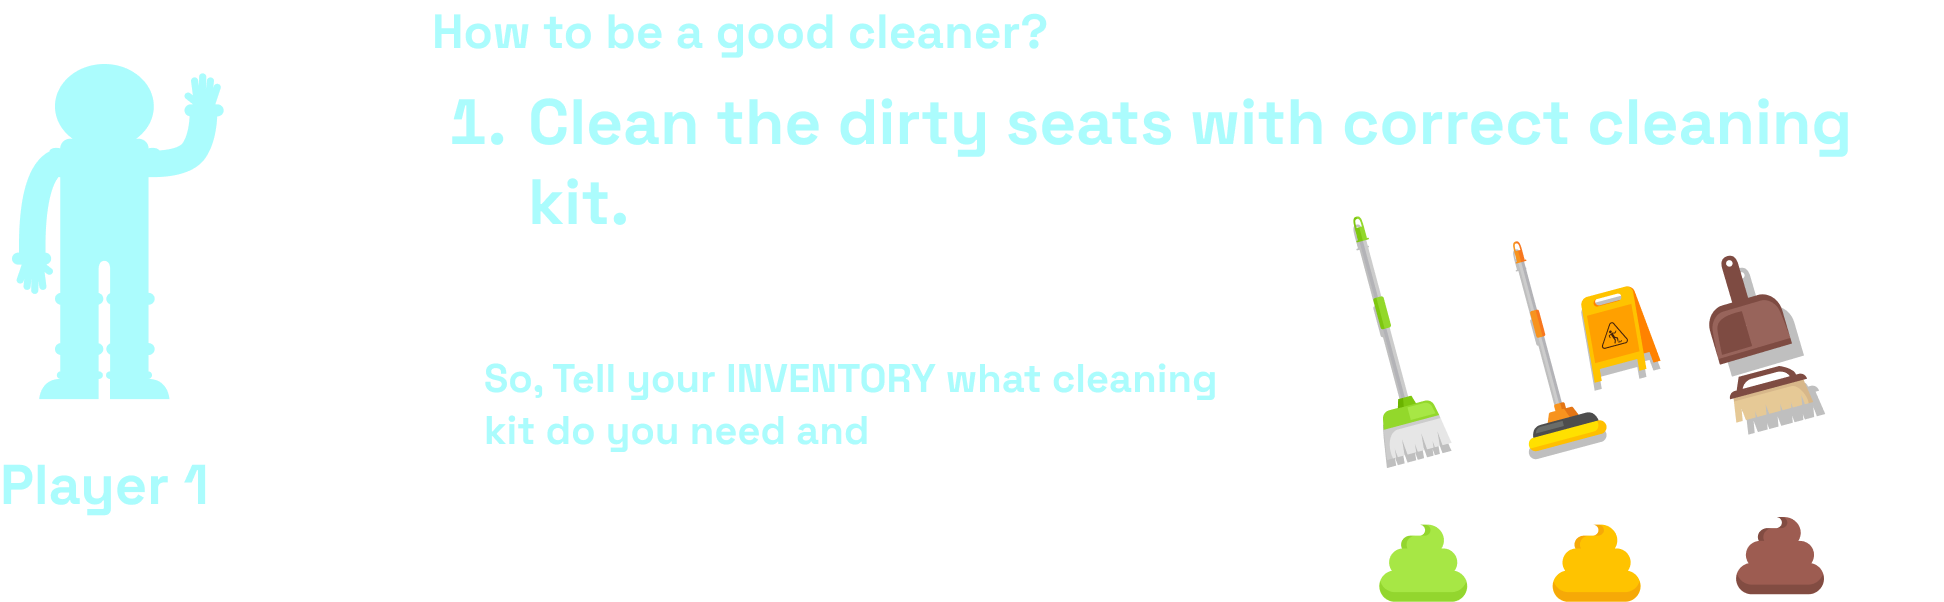 How to be a good cleaner?
1. Clean the dirty seats with correct cleaning
kit.
So, Tell your INVENTORY what cleaning
kit do you need and
Player 1